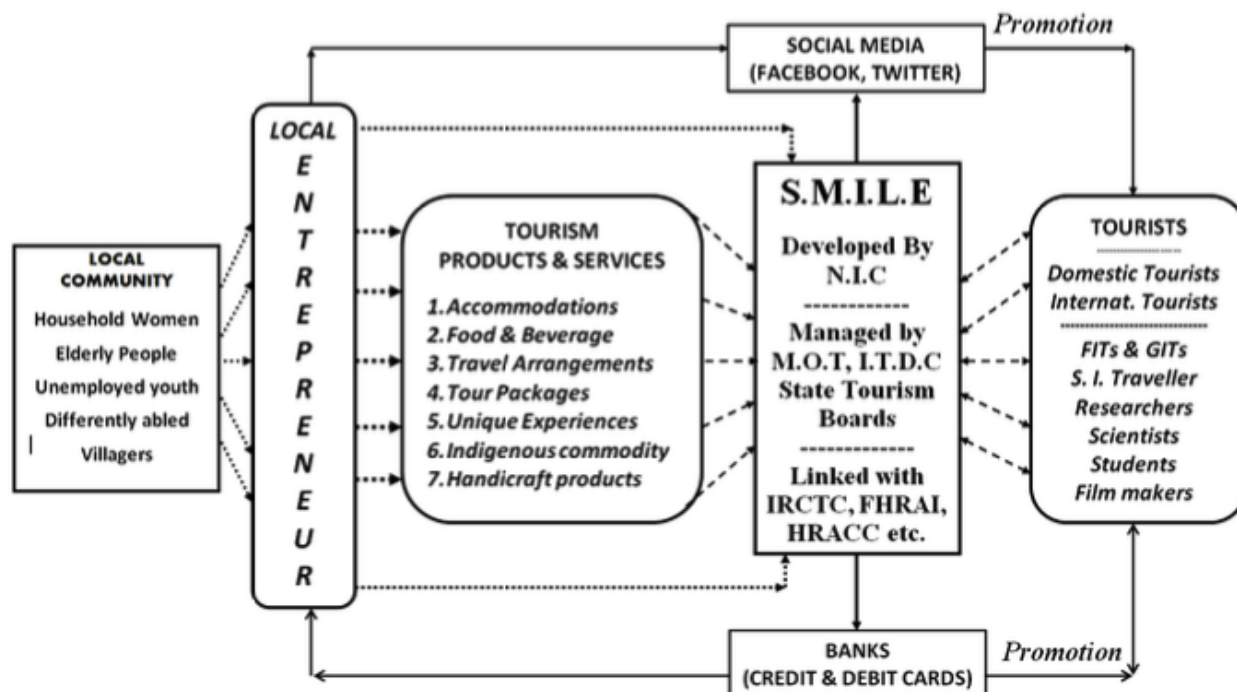 SOCIAL MEDIA
(FACEBOOK, TWITTER)
Promotion
LOCAL
COMMUNITY
Household Women
Elderly People
Unemployed youth
Differently abled
Villagers
LOCAL
E
N
T
R
E
P
R
E
N
E
U
R
TOURISM
PRODUCTS & SERVICES
1. Accommodations
2. Food & Beverage
3. Travel Arrangements
4. Tour Packages
5. Unique Experiences
6. Indigenous commodity
7. Handicraft products
S.M.I.L.E
Developed By
N.I.C
------------
Managed by
M.O.T, I.T.D.C
State Tourism
Boards
------------
Linked with
IRCTC, FHRAI,
HRACC etc.
TOURISTS
Domestic Tourists
Internat. Tourists
FITs & GITs
S. I. Traveller
Researchers
Scientists
Students
Film makers
BANKS
(CREDIT & DEBIT CARDS)
Promotion